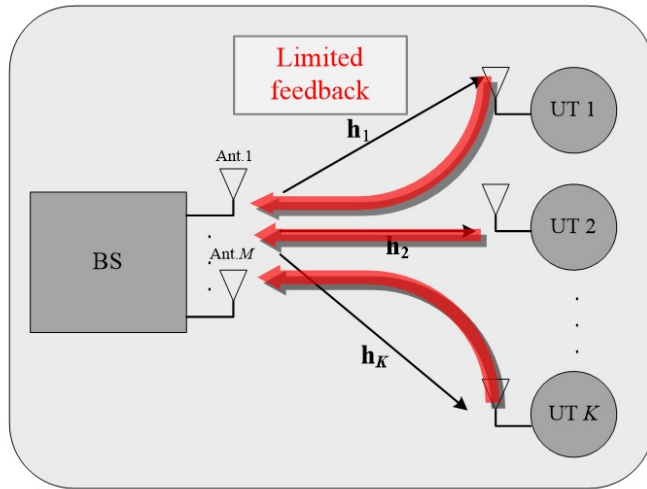 Limited
feedback
h1
UT 1
Ant.1
BS
h2
UT 2
Ant.M
hK
UT K